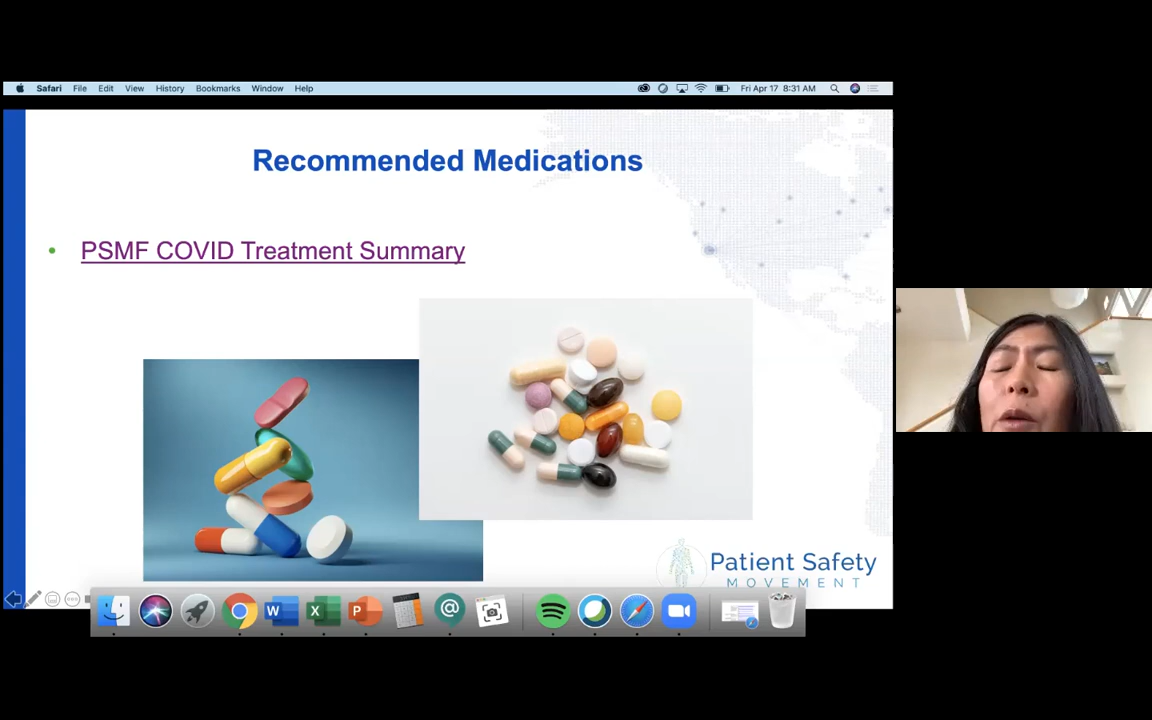 Safari File Edit View History Bookmarks Window Help Fri Apr 17 8:31 AM
Recommended Medications
• PSMF COVID Treatment Summary
Patient Safety
MOVEMENT
W X P @